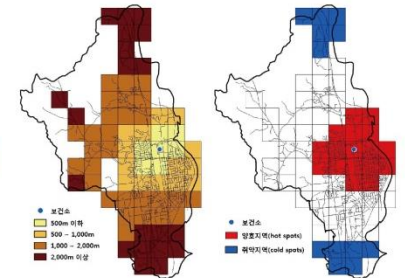 보건소
500m 이하
500 ~ 1,000m
1,000 ~ 2,000m
2,000m 이상
보건소
양호지역(hot spots)
취약지역(cold spots)